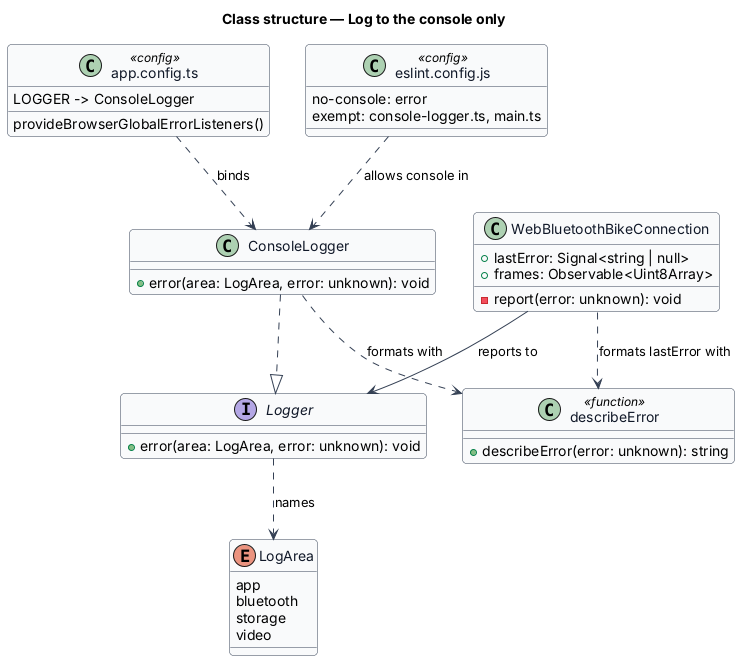 Class structure — Log to the console only
C
«config»
app.config.ts
LOGGER -> ConsoleLogger
provideBrowserGlobalErrorListeners()
C
«config»
eslint.config.js
no-console: error
exempt: console-logger.ts, main.ts
binds
allows console in
C
ConsoleLogger
error(area: LogArea, error: unknown): void
C
WebBluetoothBikeConnection
lastError: Signal<string | null>
frames: Observable<Uint8Array>
report(error: unknown): void
formats with
reports to
formats lastError with
I
Logger
error(area: LogArea, error: unknown): void
C
«function»
describeError
describeError(error: unknown): string
names
E
LogArea
app
bluetooth
storage
video